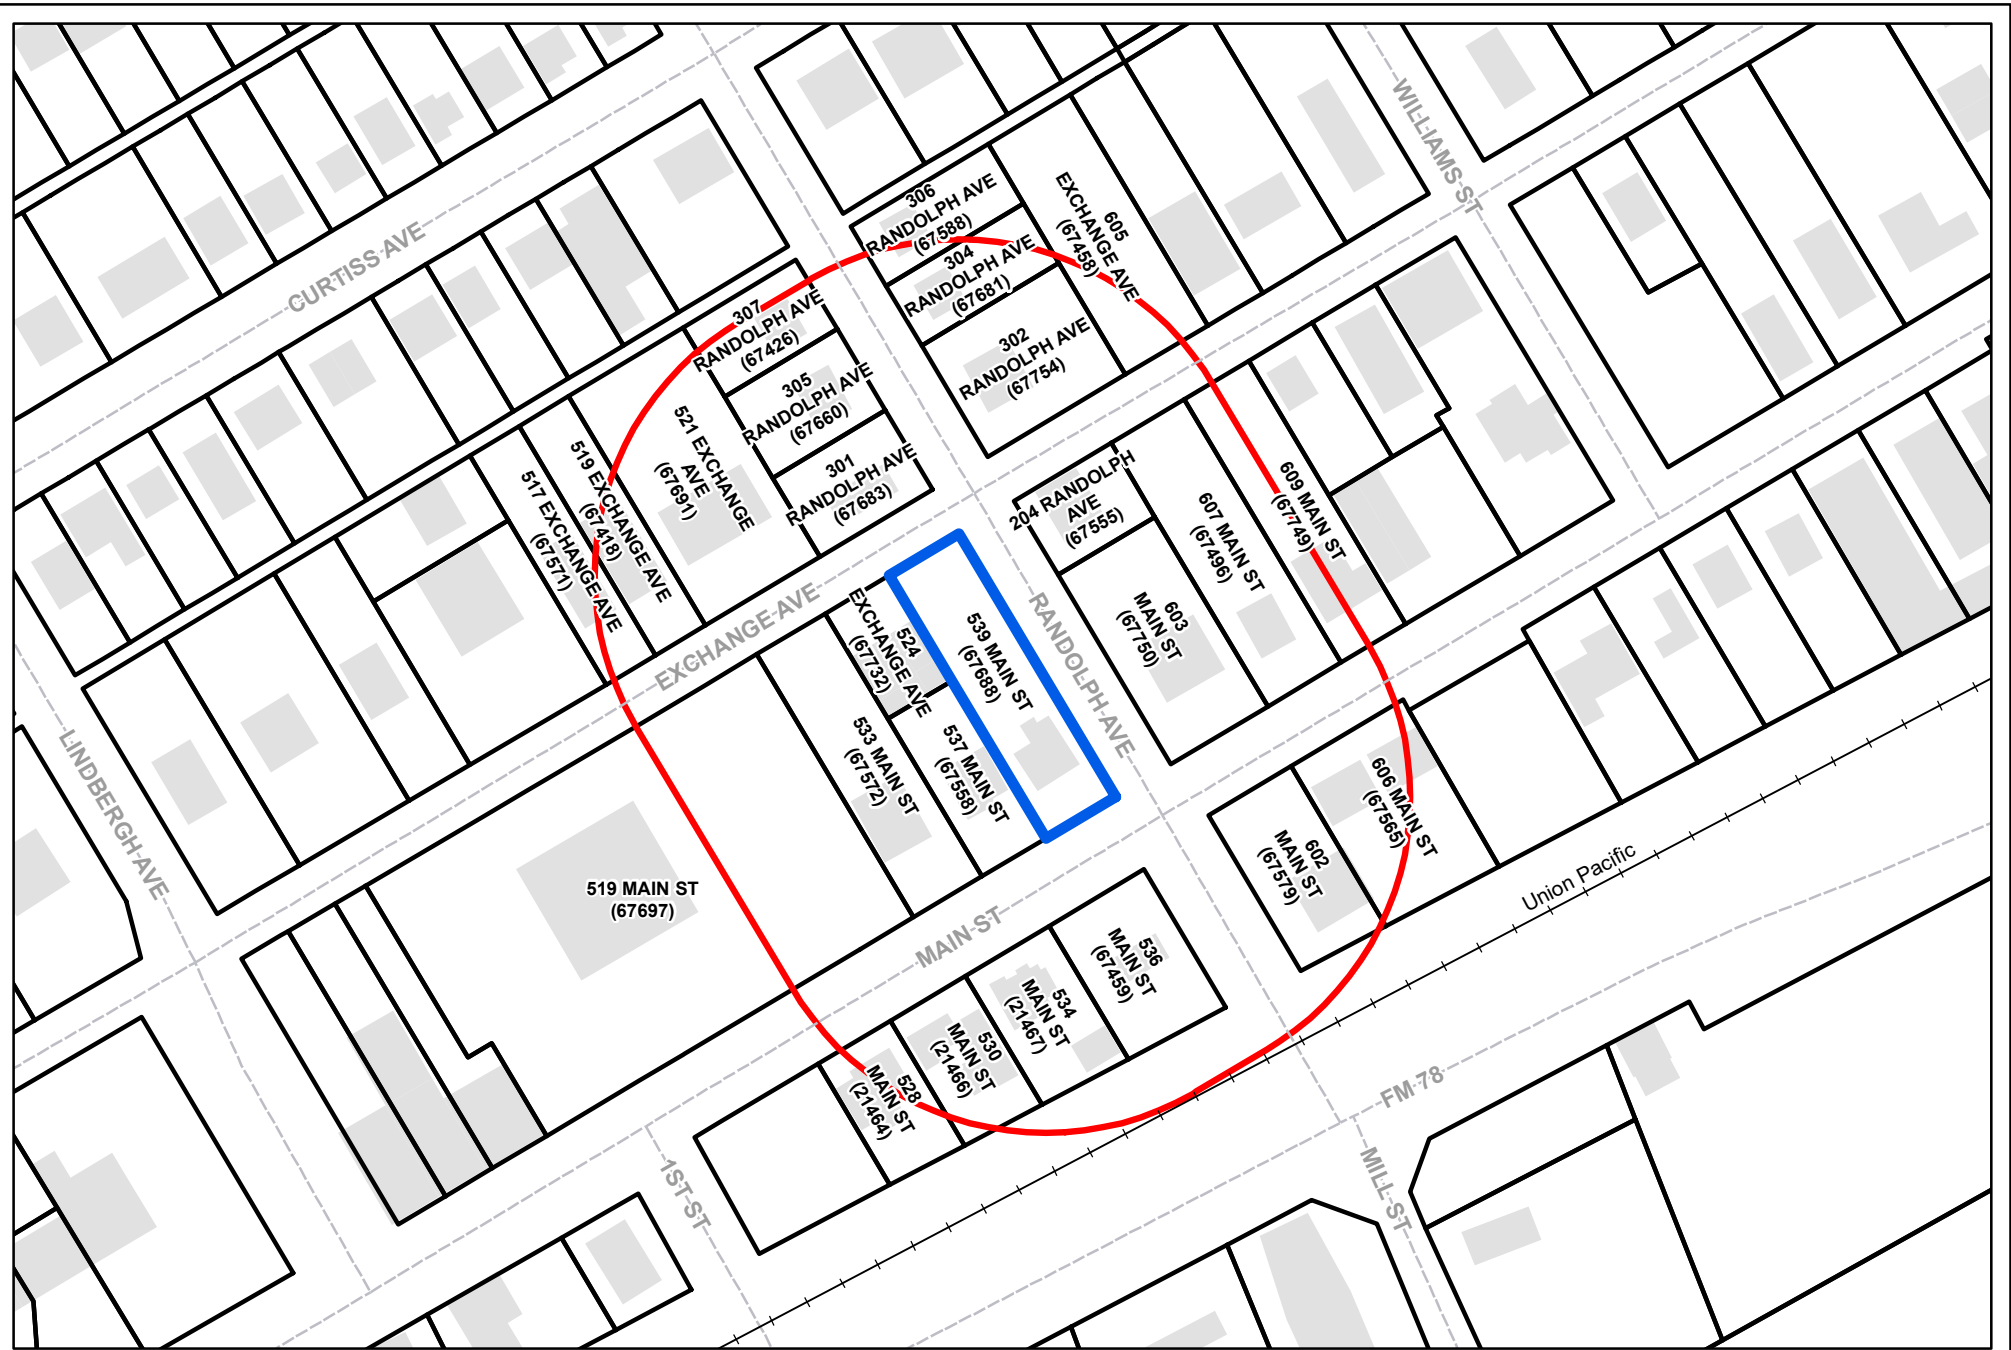 WILLIAMS ST
CURTISS AVE
306
RANDOLPH AVE
(67588)
605
EXCHANGE AVE
(67458)
304
RANDOLPH AVE
(67681)
302
RANDOLPH AVE
(67754)
307
RANDOLPH AVE
(67426)
305
RANDOLPH AVE
(67660)
301
RANDOLPH AVE
(67683)
521 EXCHANGE
AVE
(67691)
519 EXCHANGE AVE
(67418)
517 EXCHANGE AVE
(67571)
204 RANDOLPH
AVE
(67555)
607 MAIN ST
(67496)
609 MAIN ST
(67749)
603
MAIN ST
(67750)
EXCHANGE AVE
RANDOLPH AVE
524
EXCHANGE AVE
(67732)
539 MAIN ST
(67688)
537 MAIN ST
(67558)
533 MAIN ST
(67572)
LINDBERGH AVE
519 MAIN ST
(67697)
MAIN ST
606 MAIN ST
(67565)
602
MAIN ST
(67579)
Union Pacific
536
MAIN ST
(67459)
534
MAIN ST
(21467)
530
MAIN ST
(21466)
528
MAIN ST
(21464)
FM 78
1ST ST
MILL ST